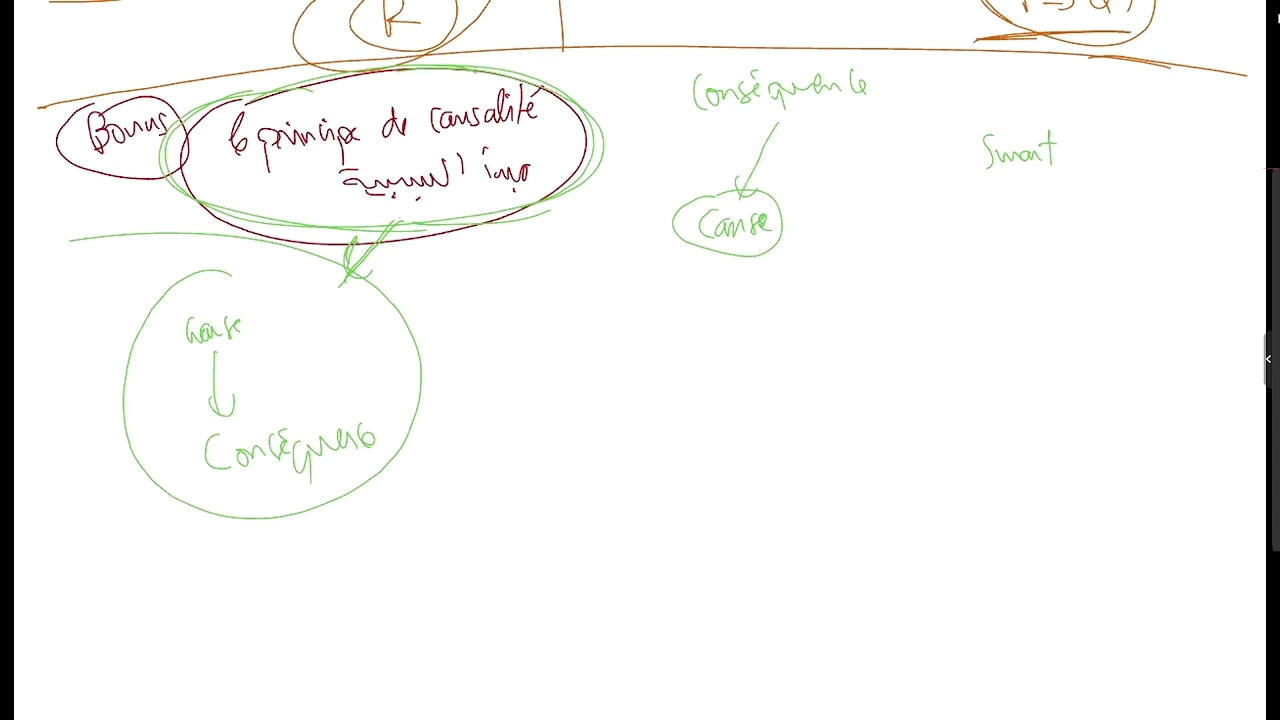 R
Bonus
le principe de causalité
مبدأ السببية
Conséquence
Cause
Smart
Cause
Conséquence